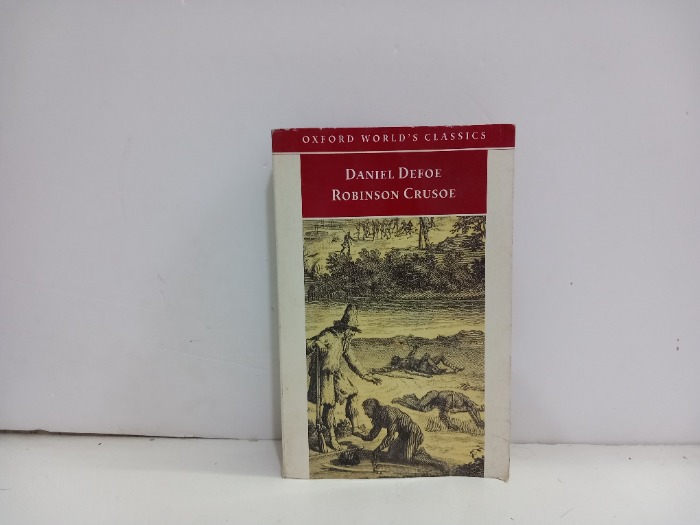 OXFORD WORLD'S CLASSICS
DANIEL DEFOE
ROBINSON CRUSOE